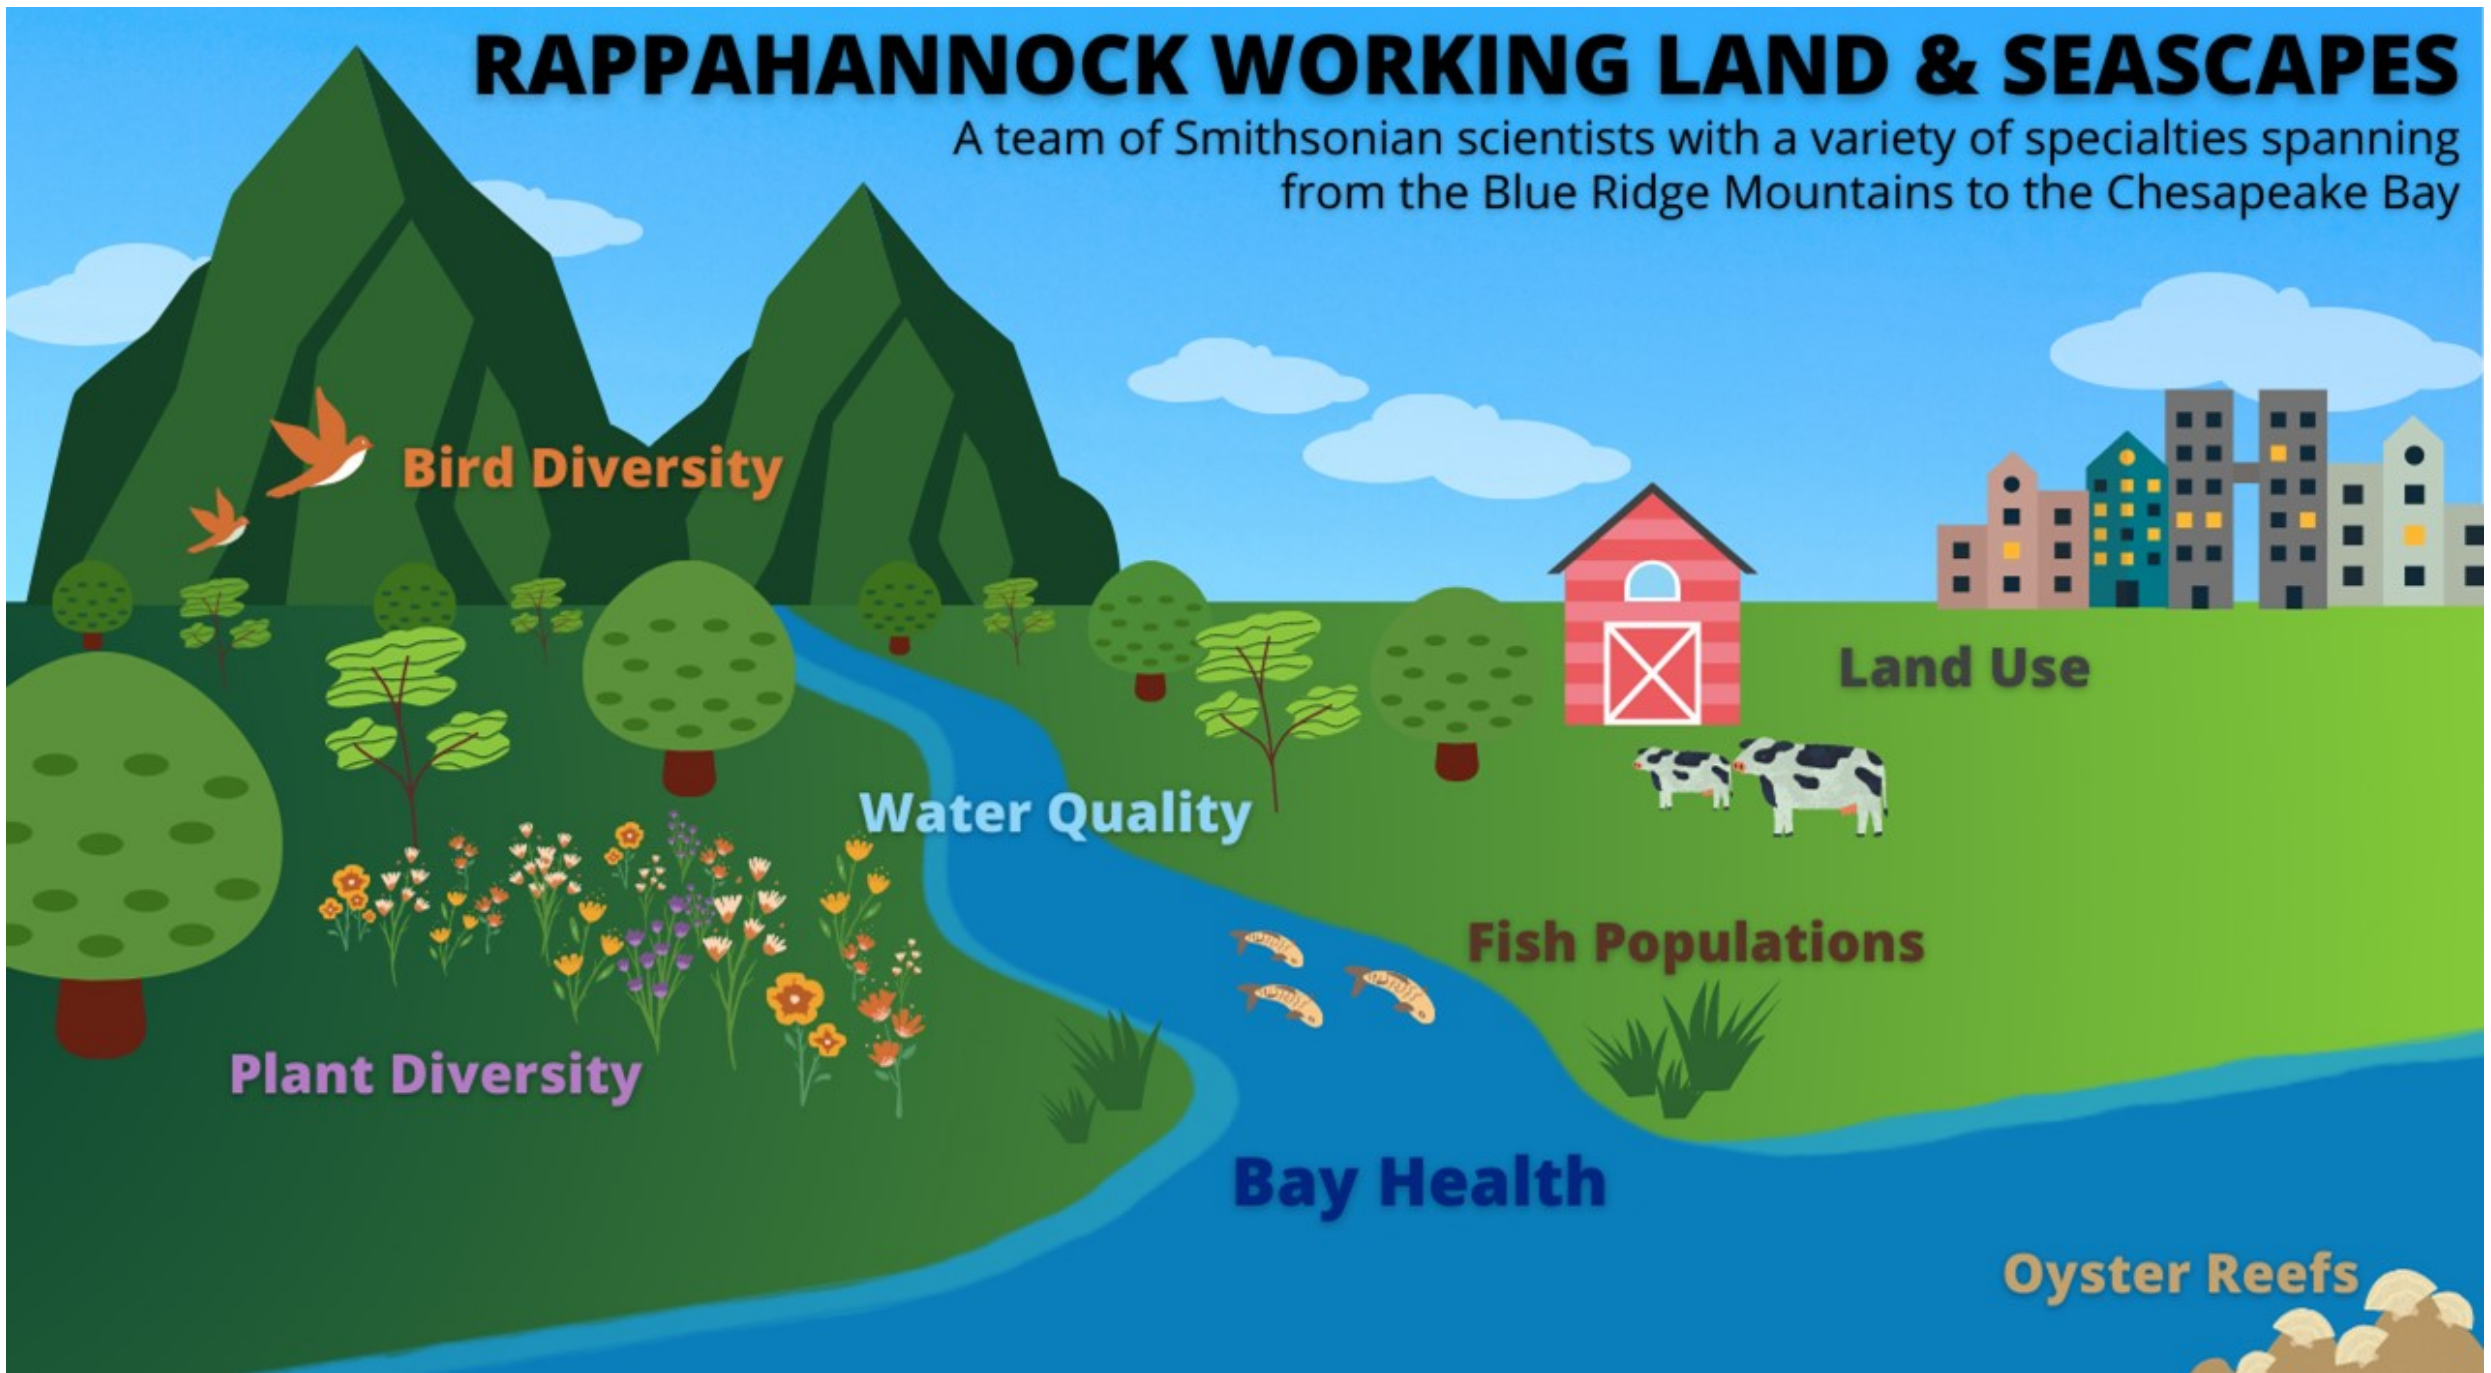 RAPPAHANNOCK WORKING LAND & SEASCAPES
A team of Smithsonian scientists with a variety of specialties spanning
from the Blue Ridge Mountains to the Chesapeake Bay
Bird Diversity
Land Use
Water Quality
Fish Populations
Plant Diversity
Bay Health
Oyster Reefs